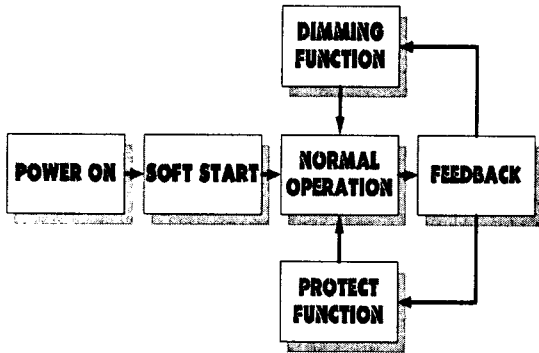 DIMMING
FUNCTION
POWER ON
SOFT START
NORMAL
OPERATION
FEEDBACK
PROTECT
FUNCTION